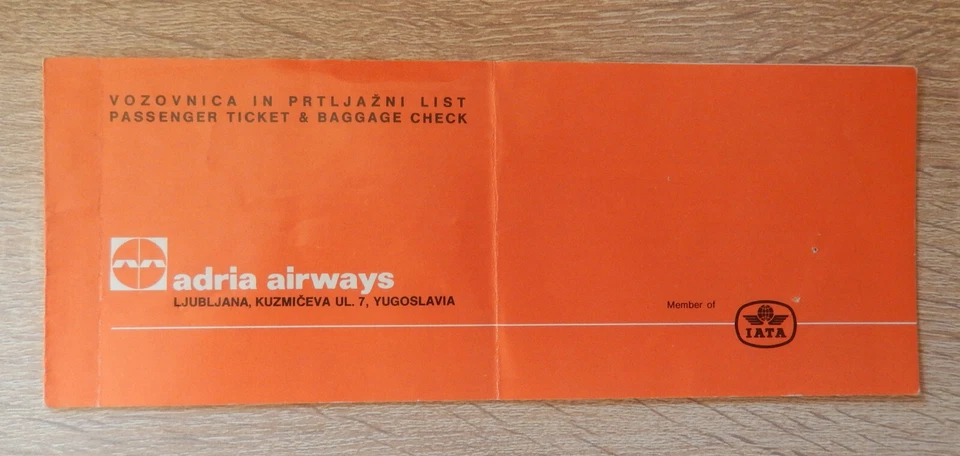 VOZOVNICA IN PRTLJAŽNI LIST
PASSENGER TICKET & BAGGAGE CHECK
adria airways
LJUBLJANA, KUZMIČEVA UL. 7, YUGOSLAVIA
Member of
IATA